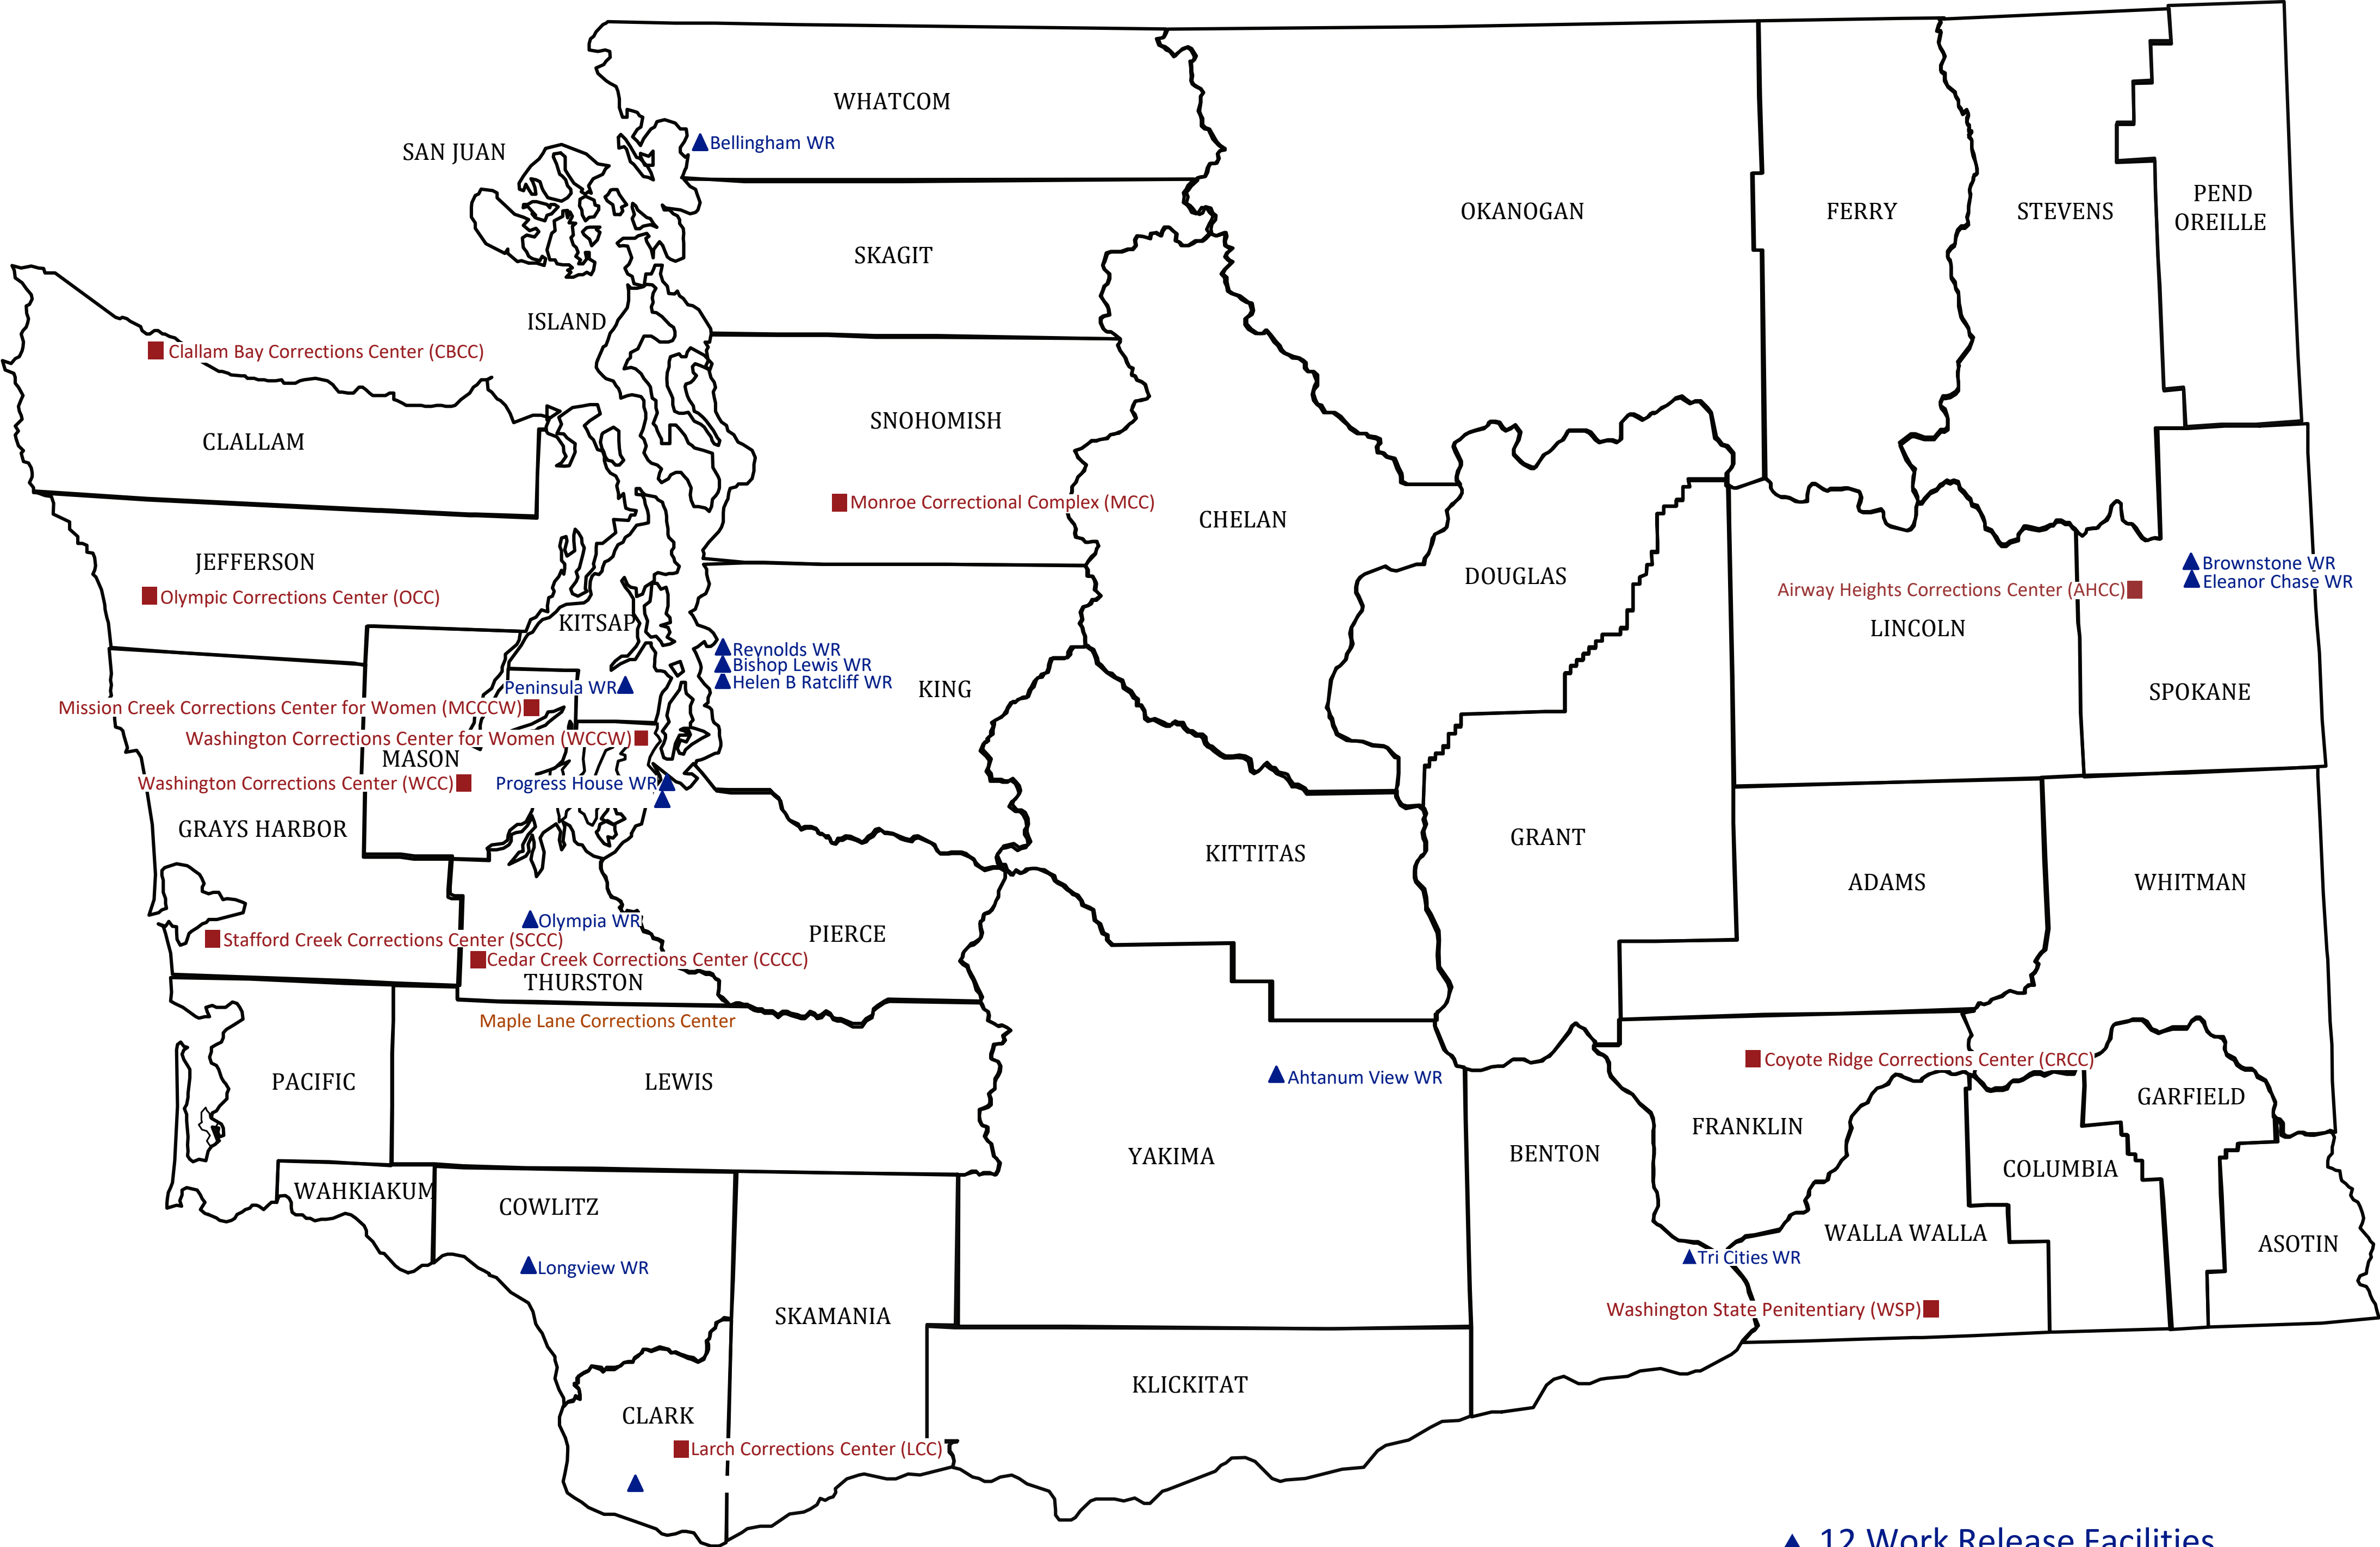 WHATCOM
Bellingham WR
SAN JUAN
PEND
OREILLE
OKANOGAN
FERRY
STEVENS
SKAGIT
ISLAND
Clallam Bay Corrections Center (CBCC)
SNOHOMISH
CLALLAM
Monroe Correctional Complex (MCC)
CHELAN
JEFFERSON
Brownstone WR
DOUGLAS
Eleanor Chase WR
Airway Heights Corrections Center (AHCC)
Olympic Corrections Center (OCC)
KITSAP
LINCOLN
Reynolds WR
Bishop Lewis WR
Helen B Ratcliff WR
Peninsula WR
KING
SPOKANE
Mission Creek Corrections Center for Women (MCCCW)
Washington Corrections Center for Women (WCCW)
MASON
Washington Corrections Center (WCC)
Progress House WR
GRAYS HARBOR
GRANT
KITTITAS
ADAMS
WHITMAN
Olympia WR
PIERCE
Stafford Creek Corrections Center (SCCC)
Cedar Creek Corrections Center (CCCC)
THURSTON
Maple Lane Corrections Center
Coyote Ridge Corrections Center (CRCC)
Ahtanum View WR
PACIFIC
LEWIS
GARFIELD
FRANKLIN
YAKIMA
BENTON
COLUMBIA
WAHKIAKUM
COWLITZ
WALLA WALLA
ASOTIN
Tri Cities WR
Longview WR
Washington State Penitentiary (WSP)
SKAMANIA
KLICKITAT
CLARK
Larch Corrections Center (LCC)
12 Work Release Facilities